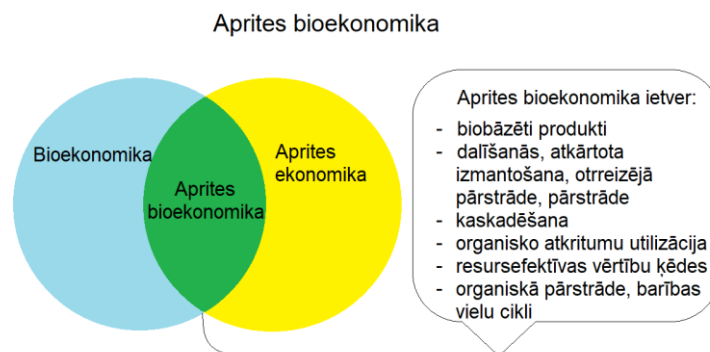 Aprites bioekonomika
Bioekonomika
Aprites
bioekonomika
Aprites
ekonomika
Aprites bioekonomika ietver:
- biobāzēti produkti
- dalīšanās, atkārtota
izmantošana, otrreizējā
pārstrāde, pārstrāde
- kaskadēšana
- organisko atkritumu utilizācija
- resursefektīvas vērtību ķēdes
- organiskā pārstrāde, barības
vielu cikli